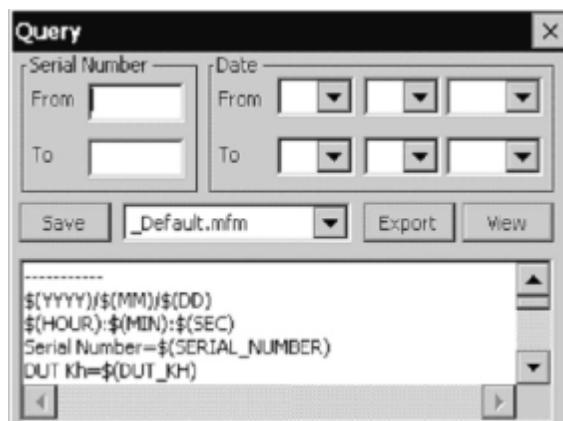 Query
Serial Number
Date
From
From
To
To
Save
_Default.mfm
Export
View
-----------
$(YYYY)/$(MM)/$(DD)
$(HOUR):$(MIN):$(SEC)
Serial Number=$(SERIAL_NUMBER)
DUT Kh=$(DUT_KH)